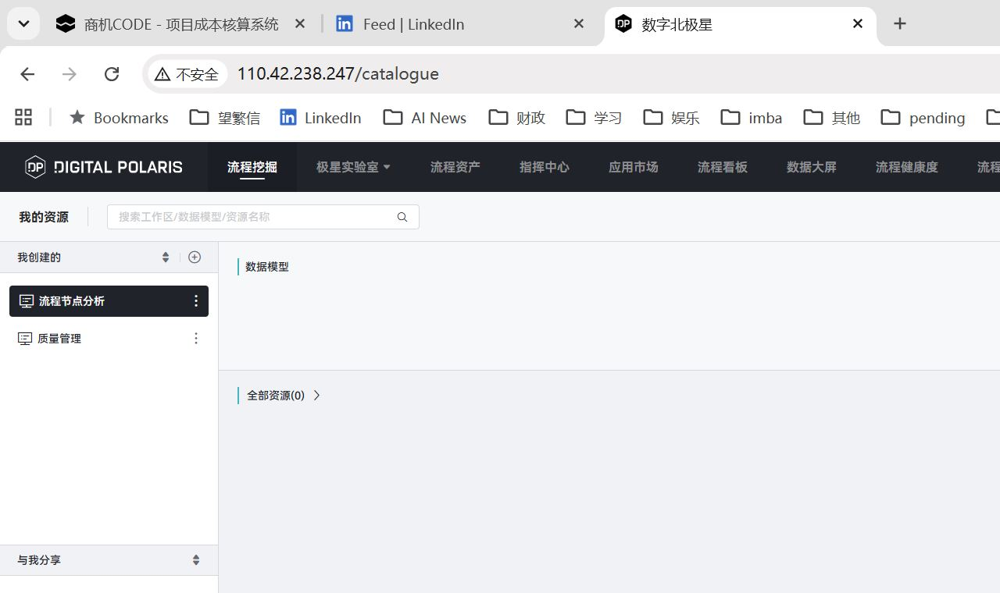 商机CODE - 项目成本核算系统
Feed | LinkedIn
数字北极星
不安全 110.42.238.247/catalogue
Bookmarks 望繁信 LinkedIn AI News 财政 学习 娱乐 imba 其他 pending
DP DIGITAL POLARIS 流程挖掘 极星实验室 流程资产 指挥中心 应用市场 流程看板 数据大屏 流程健康度 流程
我的资源 搜索工作区/数据模型/资源名称
我创建的
数据模型
流程节点分析
质量管理
全部资源(0)
与我分享